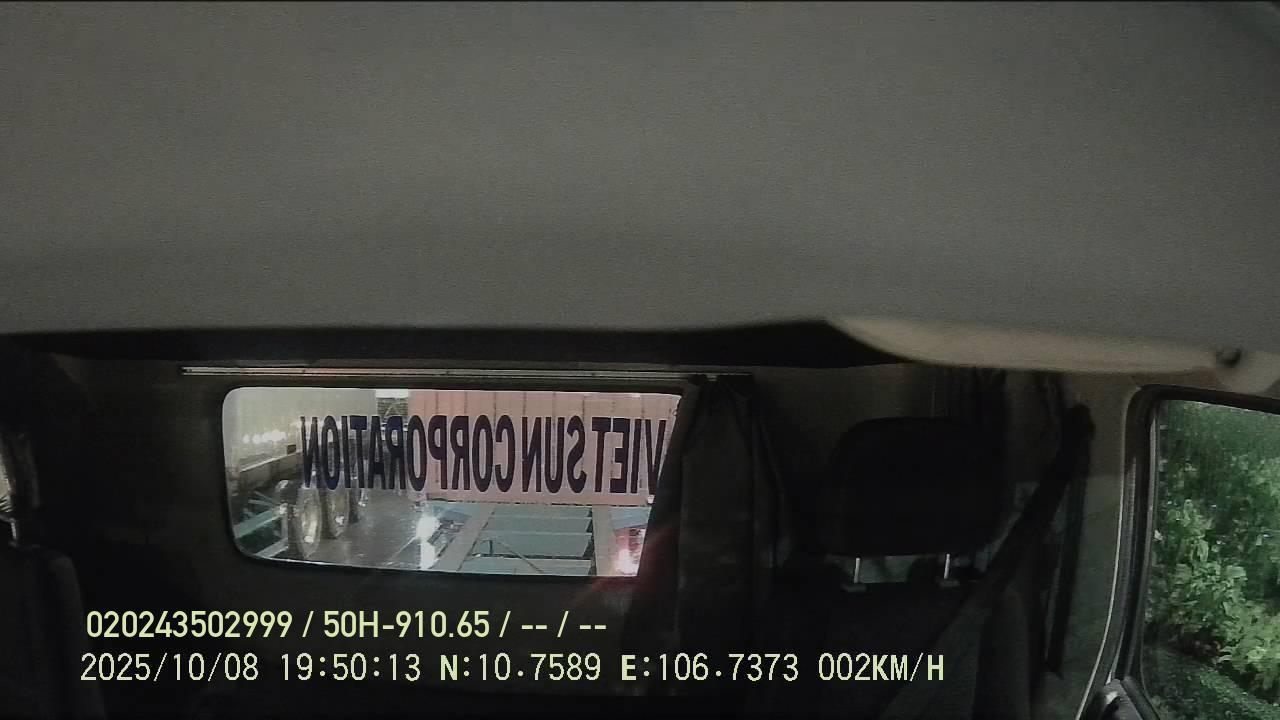 VIET SUN CORPORATION
020243502999 / 50H-910.65 / -- / --
2025/10/08 19:50:13 N:10.7589 E:106.7373 002KM/H